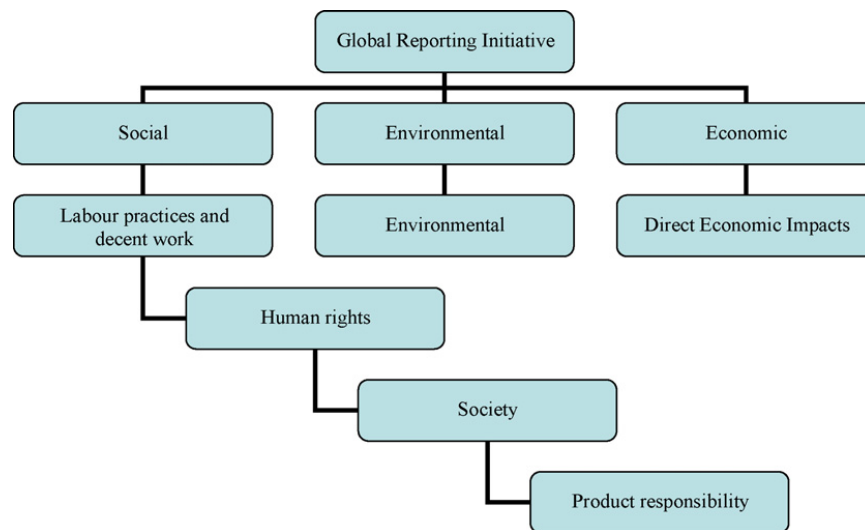 Global Reporting Initiative
Social
Environmental
Economic
Labour practices and
decent work
Environmental
Direct Economic Impacts
Human rights
Society
Product responsibility